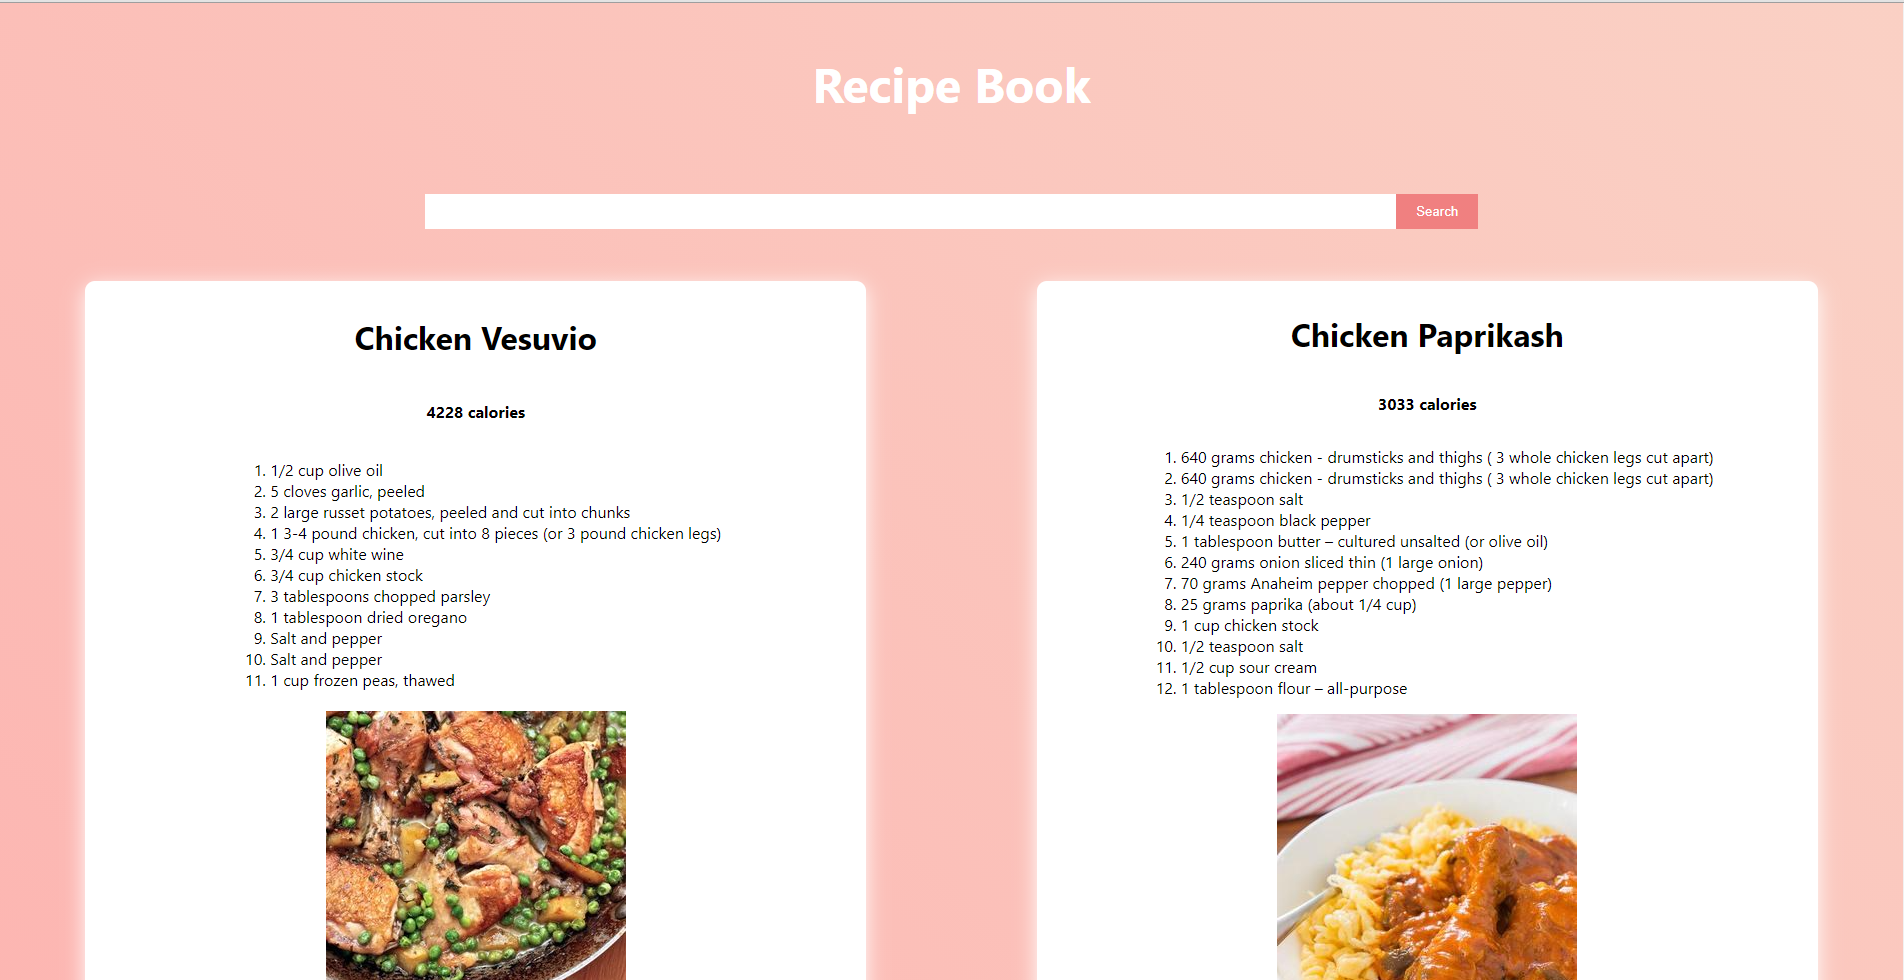 Recipe Book
Search
Chicken Vesuvio
4228 calories
1. 1/2 cup olive oil
2. 5 cloves garlic, peeled
3. 2 large russet potatoes, peeled and cut into chunks
4. 1 3-4 pound chicken, cut into 8 pieces (or 3 pound chicken legs)
5. 3/4 cup white wine
6. 3/4 cup chicken stock
7. 3 tablespoons chopped parsley
8. 1 tablespoon dried oregano
9. Salt and pepper
10. Salt and pepper
11. 1 cup frozen peas, thawed
Chicken Paprikash
3033 calories
1. 640 grams chicken - drumsticks and thighs ( 3 whole chicken legs cut apart)
2. 640 grams chicken - drumsticks and thighs ( 3 whole chicken legs cut apart)
3. 1/2 teaspoon salt
4. 1/4 teaspoon black pepper
5. 1 tablespoon butter – cultured unsalted (or olive oil)
6. 240 grams onion sliced thin (1 large onion)
7. 70 grams Anaheim pepper chopped (1 large pepper)
8. 25 grams paprika (about 1/4 cup)
9. 1 cup chicken stock
10. 1/2 teaspoon salt
11. 1/2 cup sour cream
12. 1 tablespoon flour – all-purpose